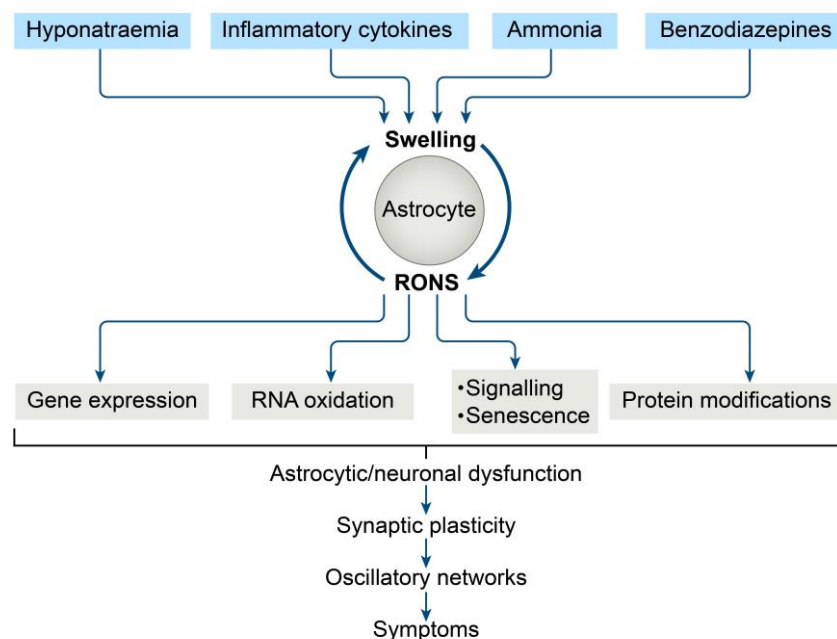 Hyponatraemia
Inflammatory cytokines
Ammonia
Benzodiazepines
Swelling
Astrocyte
RONS
Gene expression
RNA oxidation
•Signalling
•Senescence
Protein modifications
Astrocytic/neuronal dysfunction
Synaptic plasticity
Oscillatory networks
Symptoms